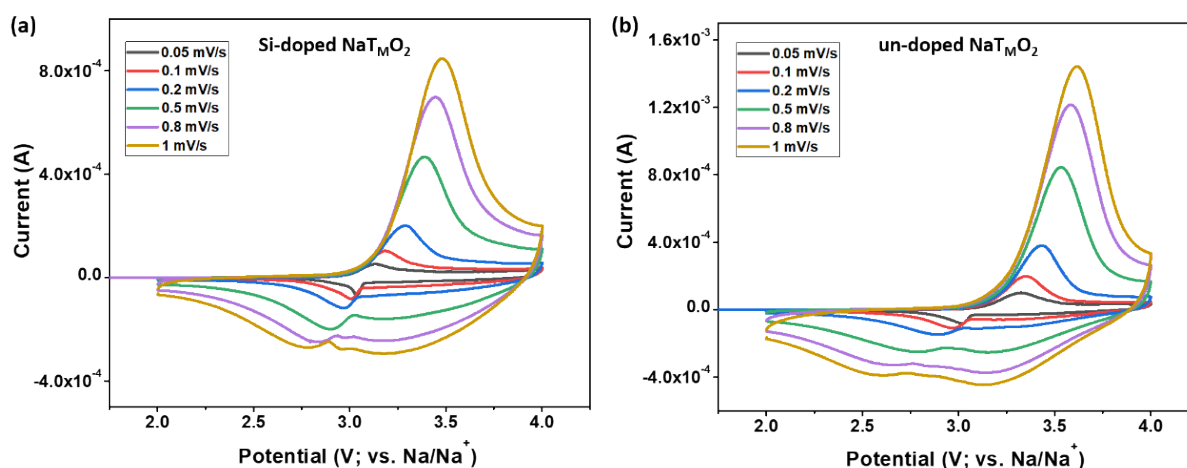 (a)
Si-doped NaT_MO_2
0.05 mV/s
0.1 mV/s
0.2 mV/s
0.5 mV/s
0.8 mV/s
1 mV/s
8.0x10^-4
4.0x10^-4
0.0
-4.0x10^-4
Current (A)
2.0 2.5 3.0 3.5 4.0
Potential (V; vs. Na/Na^+)
(b)
un-doped NaT_MO_2
0.05 mV/s
0.1 mV/s
0.2 mV/s
0.5 mV/s
0.8 mV/s
1 mV/s
1.6x10^-3
1.2x10^-3
8.0x10^-4
4.0x10^-4
0.0
-4.0x10^-4
Current (A)
2.0 2.5 3.0 3.5 4.0
Potential (V; vs. Na/Na^+)